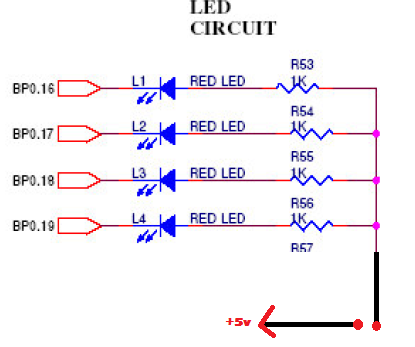 LED
CIRCUIT
R53
BP0.16 L1 RED LED 1K
R54
BP0.17 L2 RED LED 1K
R55
BP0.18 L3 RED LED 1K
R56
BP0.19 L4 RED LED 1K
R57
+5v